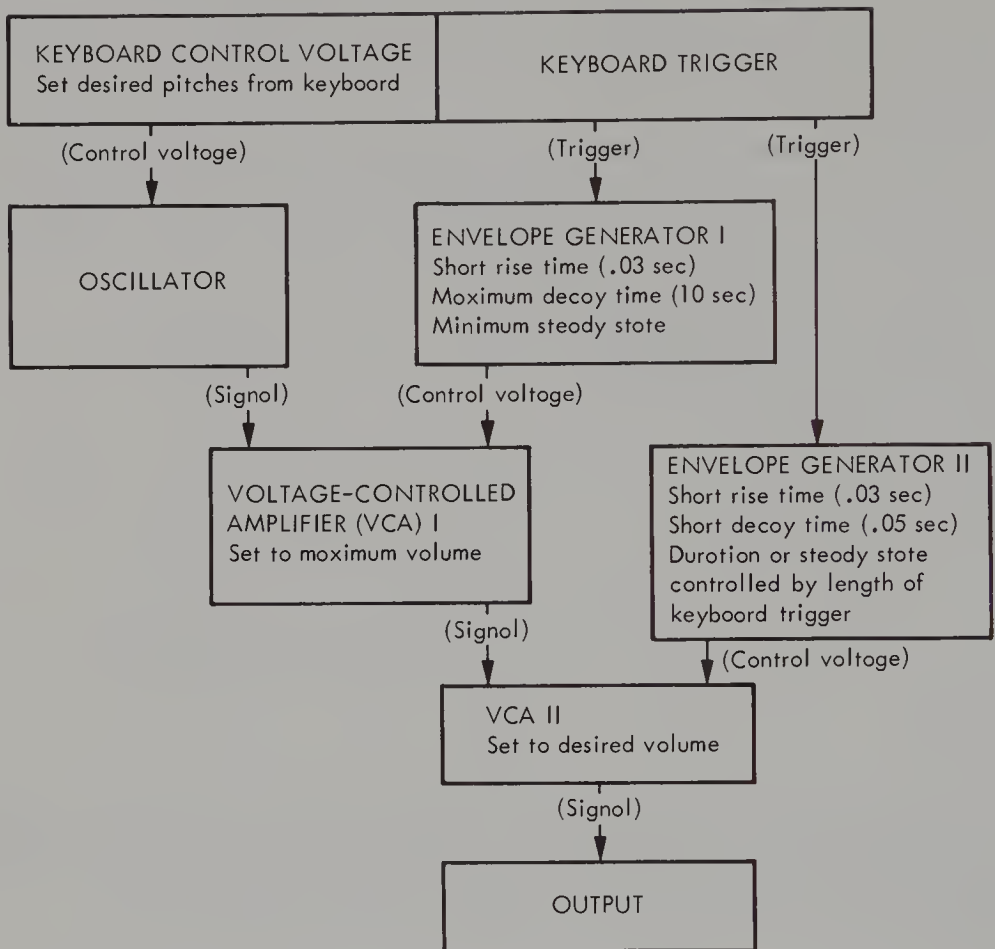 KEYBOARD CONTROL VOLTAGE
Set desired pitches from keyboord
KEYBOARD TRIGGER
(Control voltoge)
(Trigger)
(Trigger)
OSCILLATOR
ENVELOPE GENERATOR I
Short rise time (.03 sec)
Moximum decoy time (10 sec)
Minimum steady stote
(Signol)
(Control voltoge)
VOLTAGE-CONTROLLED
AMPLIFIER (VCA) I
Set to moximum volume
ENVELOPE GENERATOR II
Short rise time (.03 sec)
Short decoy time (.05 sec)
Durotion or steady stote
controlled by length of
keyboord trigger
(Signol)
(Control voltoge)
VCA II
Set to desired volume
(Signol)
OUTPUT